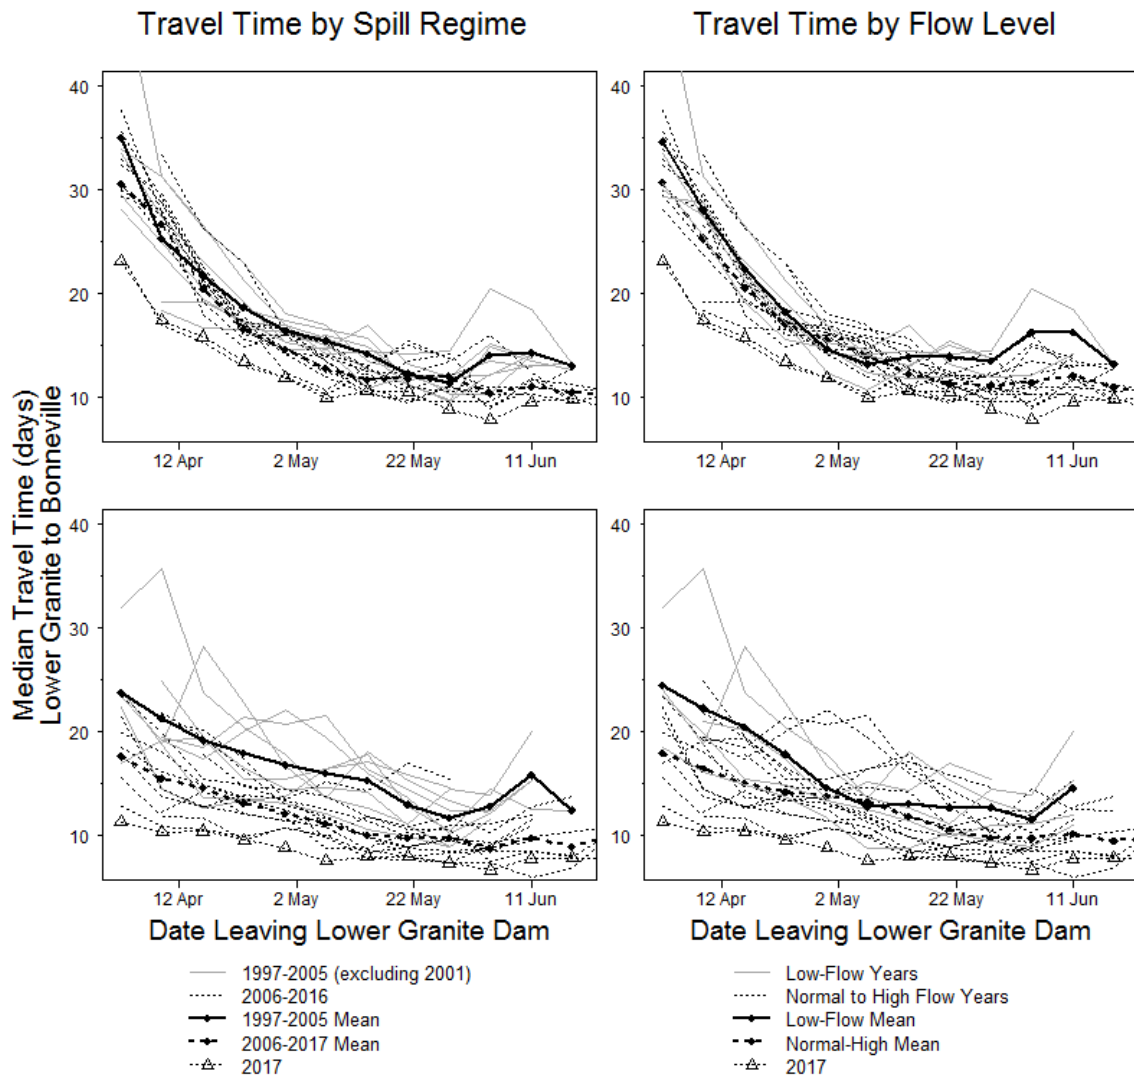 Travel Time by Spill Regime
Travel Time by Flow Level
Median Travel Time (days)
Lower Granite to Bonneville
40
30
20
10
12 Apr
2 May
22 May
11 Jun
40
30
20
10
12 Apr
2 May
22 May
11 Jun
40
30
20
10
12 Apr
2 May
22 May
11 Jun
40
30
20
10
12 Apr
2 May
22 May
11 Jun
Date Leaving Lower Granite Dam
Date Leaving Lower Granite Dam
1997-2005 (excluding 2001)
2006-2016
1997-2005 Mean
2006-2017 Mean
2017
Low-Flow Years
Normal to High Flow Years
Low-Flow Mean
Normal-High Mean
2017